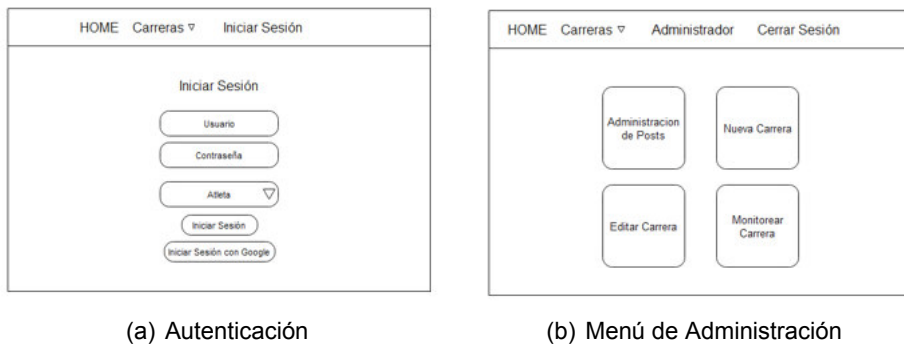 HOME Carreras ▿ Iniciar Sesión
Iniciar Sesión
Usuario
Contraseña
Atleta
Iniciar Sesión
Iniciar Sesión con Google
(a) Autenticación
HOME Carreras ▿ Administrador Cerrar Sesión
Administracion
de Posts
Nueva Carrera
Editar Carrera
Monitorear
Carrera
(b) Menú de Administración